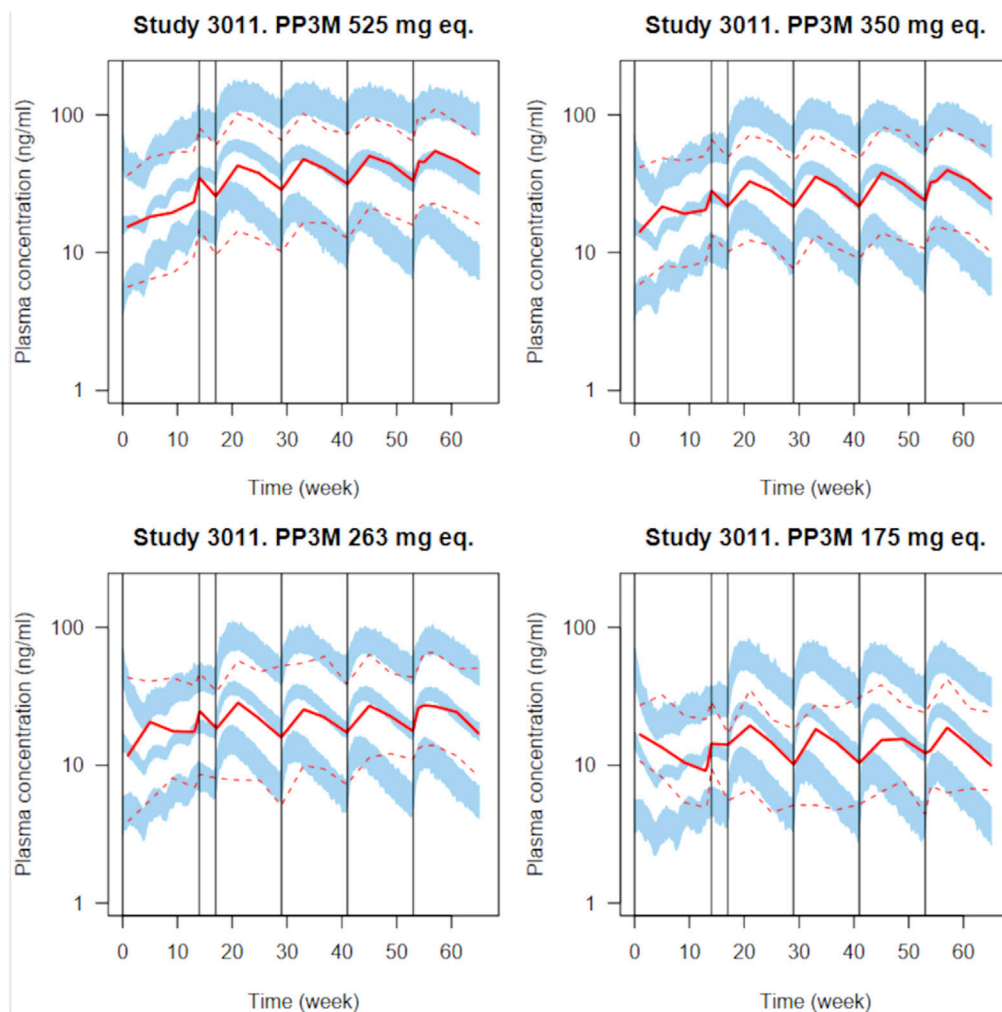 Study 3011. PP3M 525 mg eq.
Plasma concentration (ng/ml)
100
10
1
0 10 20 30 40 50 60
Time (week)
Study 3011. PP3M 350 mg eq.
Plasma concentration (ng/ml)
100
10
1
0 10 20 30 40 50 60
Time (week)
Study 3011. PP3M 263 mg eq.
Plasma concentration (ng/ml)
100
10
1
0 10 20 30 40 50 60
Time (week)
Study 3011. PP3M 175 mg eq.
Plasma concentration (ng/ml)
100
10
1
0 10 20 30 40 50 60
Time (week)